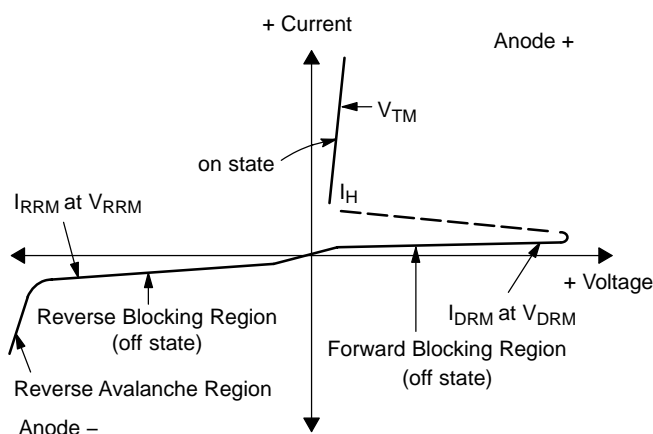 + Current
Anode +
VTM
on state
IH
IRRM at VRRM
+ Voltage
IDRM at VDRM
Reverse Blocking Region
(off state)
Forward Blocking Region
(off state)
Reverse Avalanche Region
Anode –